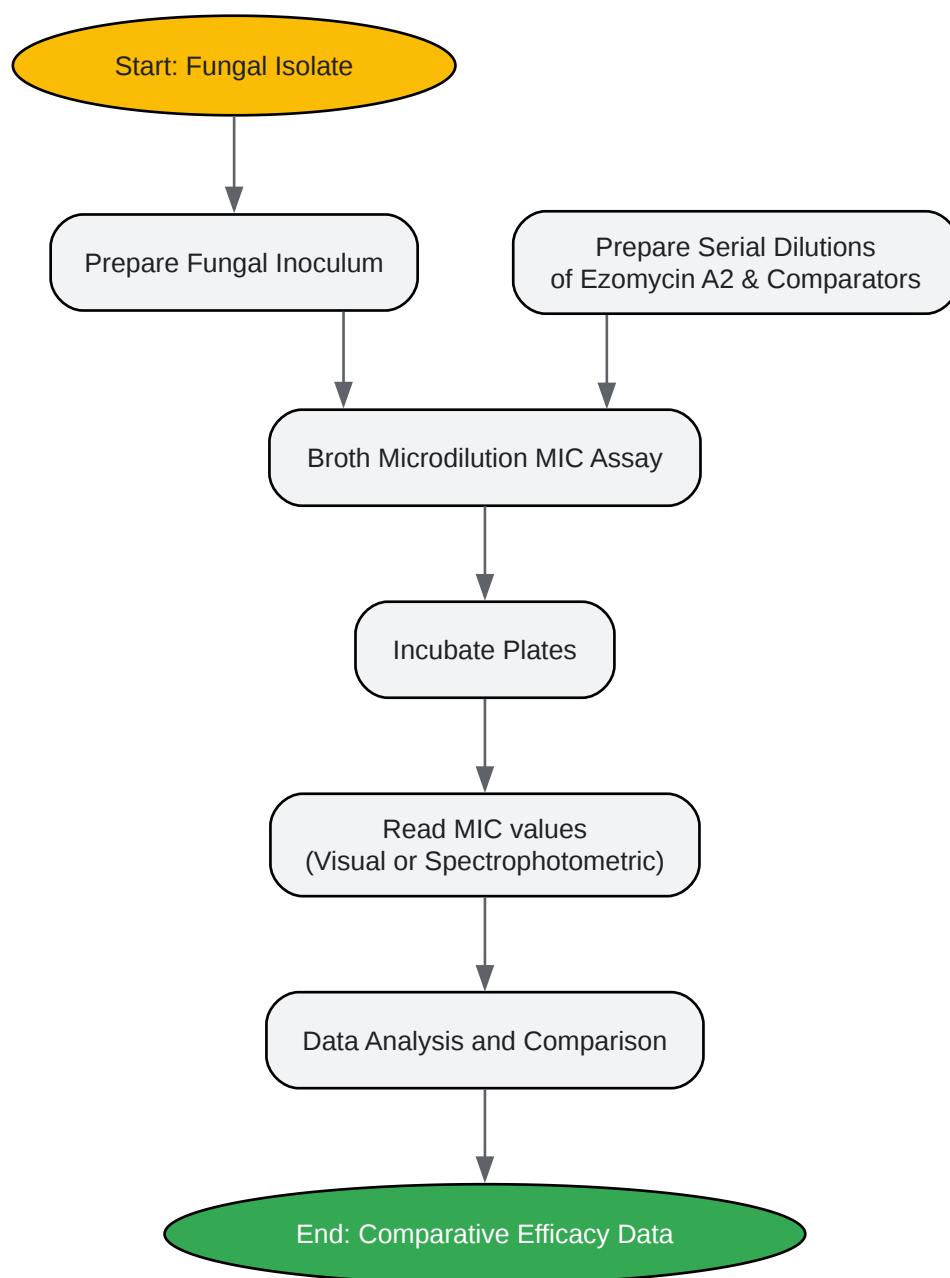 Start: Fungal Isolate
Prepare Fungal Inoculum
Prepare Serial Dilutions
of Ezomycin A2 & Comparators
Broth Microdilution MIC Assay
Incubate Plates
Read MIC values
(Visual or Spectrophotometric)
Data Analysis and Comparison
End: Comparative Efficacy Data